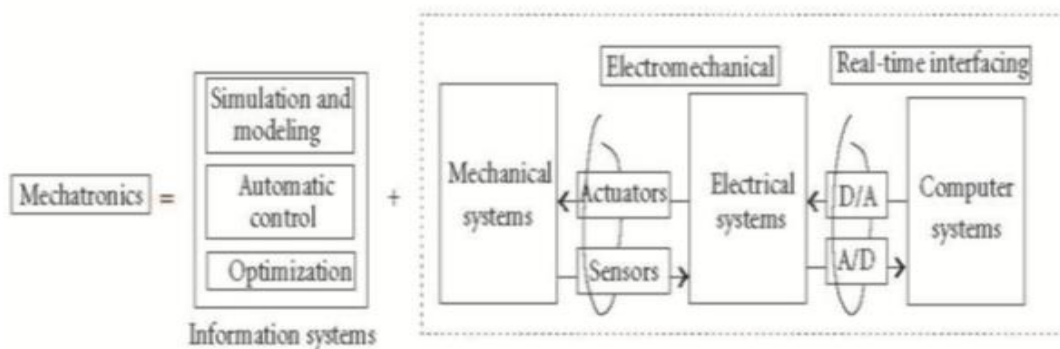 Mechatronics
=
Simulation and
modeling
Automatic
control
Optimization
Information systems
+
Electromechanical
Real-time interfacing
Mechanical
systems
Actuators
Sensors
Electrical
systems
D/A
A/D
Computer
systems